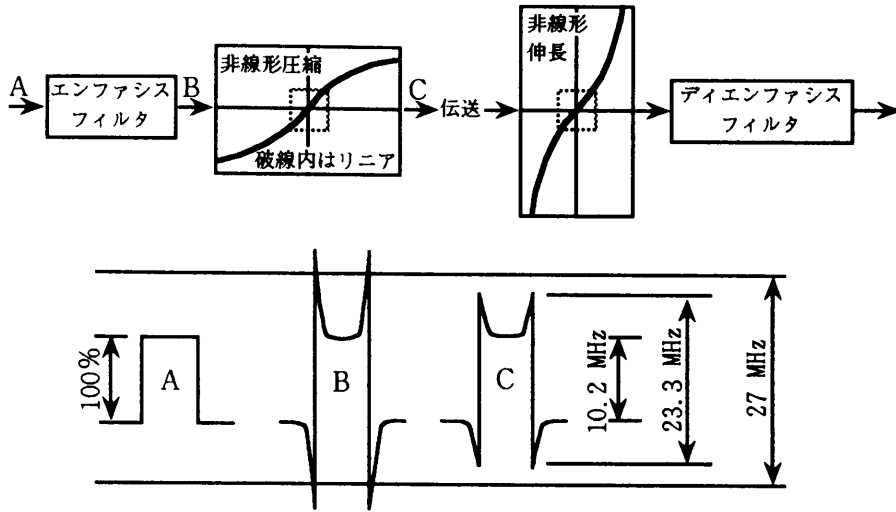 A
エンファシス
フィルタ
B
非線形圧縮
破線内はリニア
C
伝送
非線形
伸長
ディエンファシス
フィルタ
100%
A
B
C
10.2 MHz
23.3 MHz
27 MHz